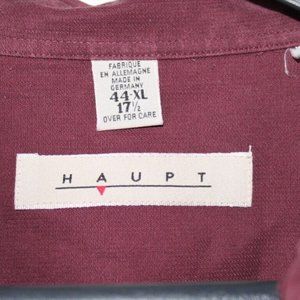 FABRIQUE
EN ALLEMAGNE
MADE IN
GERMANY
44-XL
17½
OVER FOR CARE
HAUPT